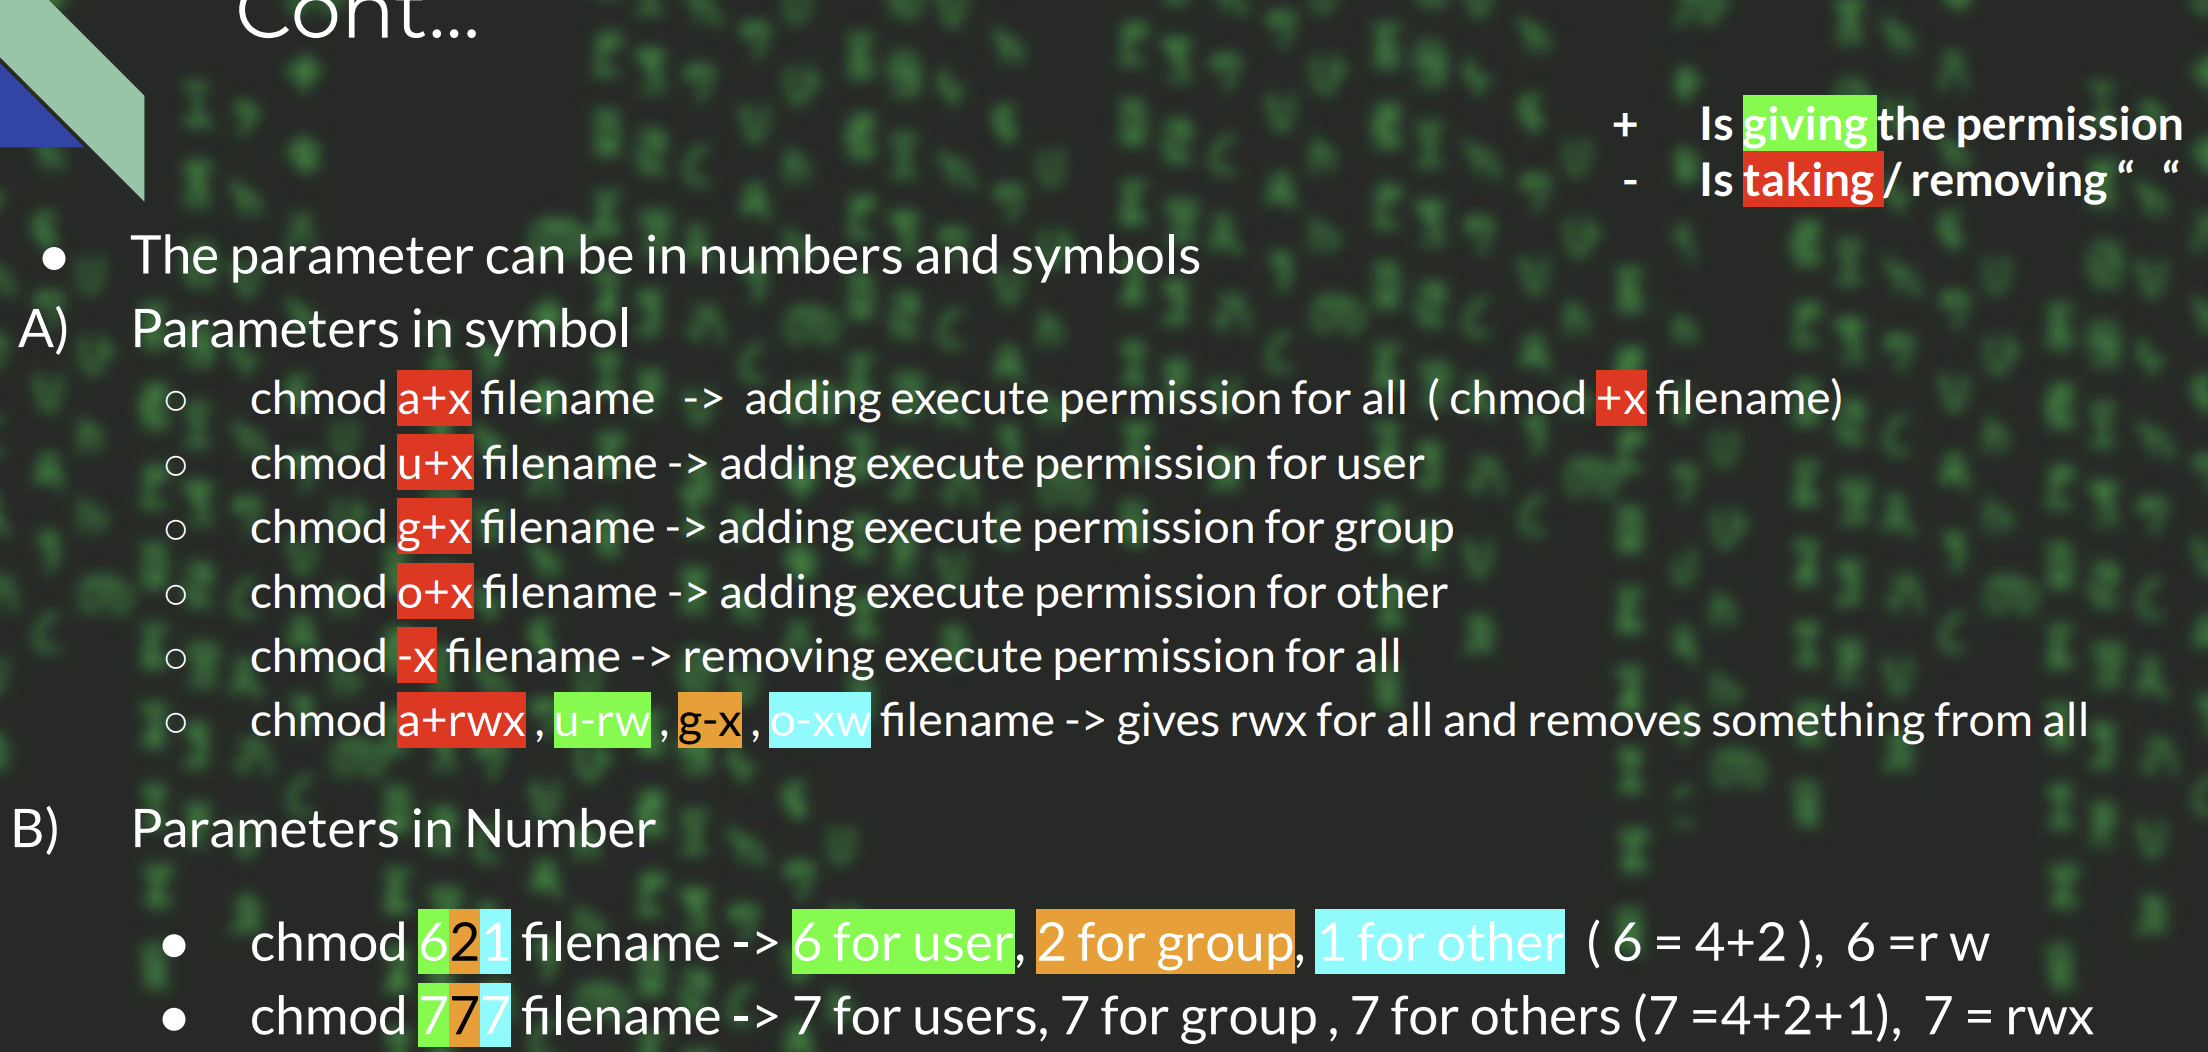 Cont...
+ Is giving the permission
- Is taking / removing “ “
● The parameter can be in numbers and symbols
A) Parameters in symbol
○ chmod a+x filename -> adding execute permission for all ( chmod +x filename)
○ chmod u+x filename -> adding execute permission for user
○ chmod g+x filename -> adding execute permission for group
○ chmod o+x filename -> adding execute permission for other
○ chmod -x filename -> removing execute permission for all
○ chmod a+rwx , u-rw , g-x , o-xw filename -> gives rwx for all and removes something from all
B) Parameters in Number
● chmod 621 filename -> 6 for user, 2 for group, 1 for other ( 6 = 4+2 ), 6 =r w
● chmod 777 filename -> 7 for users, 7 for group , 7 for others (7 =4+2+1), 7 = rwx